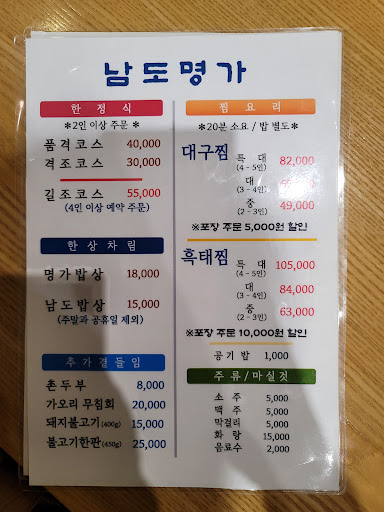 남도명가
한정식
*2인 이상 주문*
품격코스 40,000
격조코스 30,000
길조코스 55,000
(4인 이상 예약 주문)
한상차림
명가밥상 18,000
남도밥상 15,000
(주말과 공휴일 제외)
추가곁들임
촌두부 8,000
가오리 무침회 20,000
돼지불고기 (400g) 15,000
불고기한판 (450g) 25,000
찜요리
*20분 소요 / 밥 별도*
대구찜 특대 82,000
(4-5인)
대
(3-4인)
중 49,000
(2-3인)
※포장 주문 5,000원 할인
흑태찜 특대 105,000
(4-5인)
대 84,000
(3-4인)
중 63,000
(2-3인)
※포장 주문 10,000원 할인
공기밥 1,000
주류/마실것
소주 5,000
맥주 5,000
막걸리 5,000
화랑 15,000
음료수 2,000